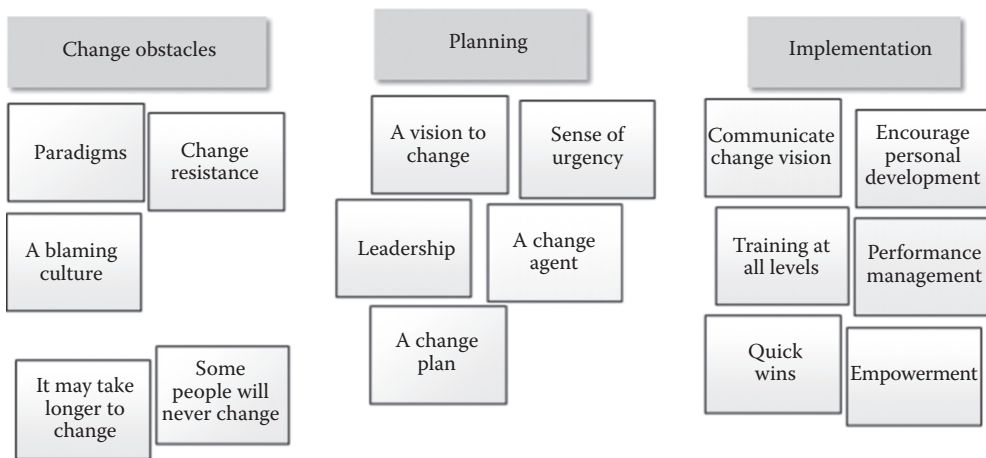 Change obstacles
Paradigms
Change
resistance
A blaming
culture
It may take
longer to
change
Some
people will
never change
Planning
A vision to
change
Sense of
urgency
Leadership
A change
agent
A change
plan
Implementation
Communicate
change vision
Encourage
personal
development
Training at
all levels
Performance
management
Quick
wins
Empowerment